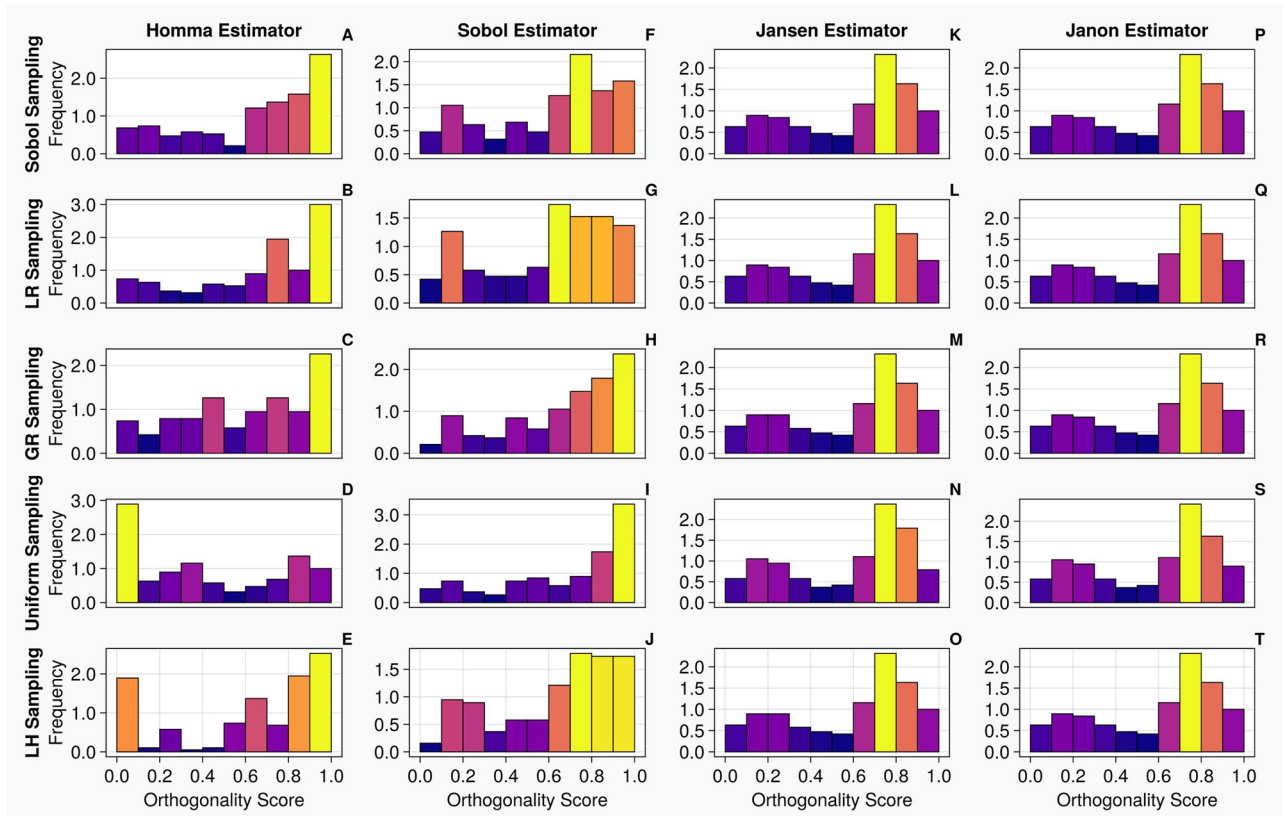 Homma Estimator
A
Sobol Estimator
F
Jansen Estimator
K
Janon Estimator
P
Sobol Sampling
Frequency
2.0
1.0
0.0
2.0
1.5
1.0
0.5
0.0
2.0
1.5
1.0
0.5
0.0
2.0
1.5
1.0
0.5
0.0
B
G
L
Q
LR Sampling
Frequency
3.0
2.0
1.0
0.0
1.5
1.0
0.5
0.0
2.0
1.5
1.0
0.5
0.0
2.0
1.5
1.0
0.5
0.0
C
H
M
R
GR Sampling
Frequency
2.0
1.0
0.0
2.0
1.0
0.0
2.0
1.5
1.0
0.5
0.0
2.0
1.5
1.0
0.5
0.0
D
I
N
S
Uniform Sampling
Frequency
3.0
2.0
1.0
0.0
3.0
2.0
1.0
0.0
2.0
1.5
1.0
0.5
0.0
2.0
1.5
1.0
0.5
0.0
E
J
O
T
LH Sampling
Frequency
2.0
1.0
0.0
1.5
1.0
0.5
0.0
2.0
1.5
1.0
0.5
0.0
2.0
1.5
1.0
0.5
0.0
0.0 0.2 0.4 0.6 0.8 1.0
0.0 0.2 0.4 0.6 0.8 1.0
0.0 0.2 0.4 0.6 0.8 1.0
0.0 0.2 0.4 0.6 0.8 1.0
Orthogonality Score
Orthogonality Score
Orthogonality Score
Orthogonality Score